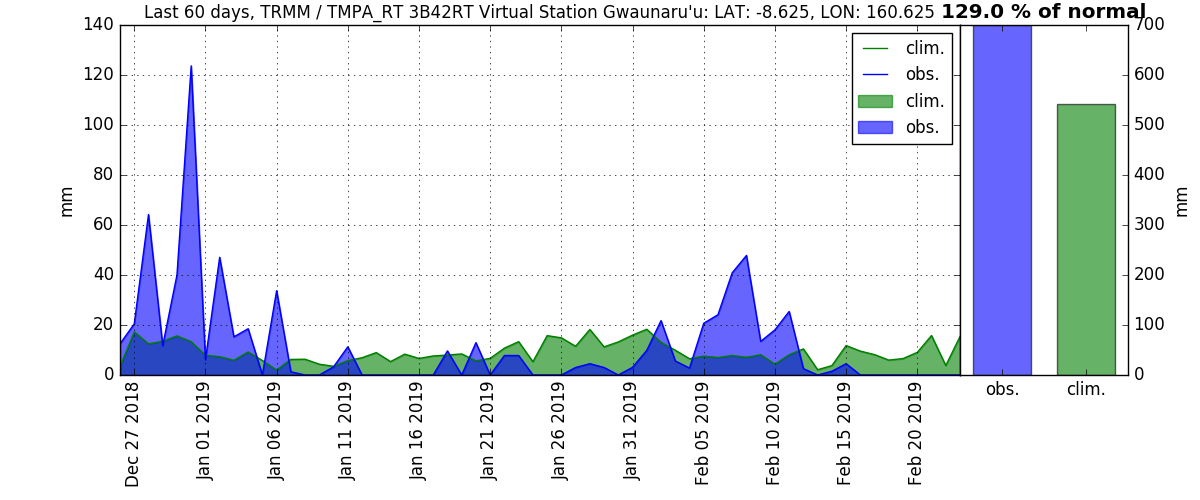 Last 60 days, TRMM / TMPA_RT 3B42RT Virtual Station Gwaunaru'u: LAT: -8.625, LON: 160.625 129.0 % of normal
140
120
100
80
60
40
20
0
mm
clim.
obs.
clim.
obs.
700
600
500
400
300
200
100
0
mm
obs.
clim.
Dec 27 2018
Jan 01 2019
Jan 06 2019
Jan 11 2019
Jan 16 2019
Jan 21 2019
Jan 26 2019
Jan 31 2019
Feb 05 2019
Feb 10 2019
Feb 15 2019
Feb 20 2019